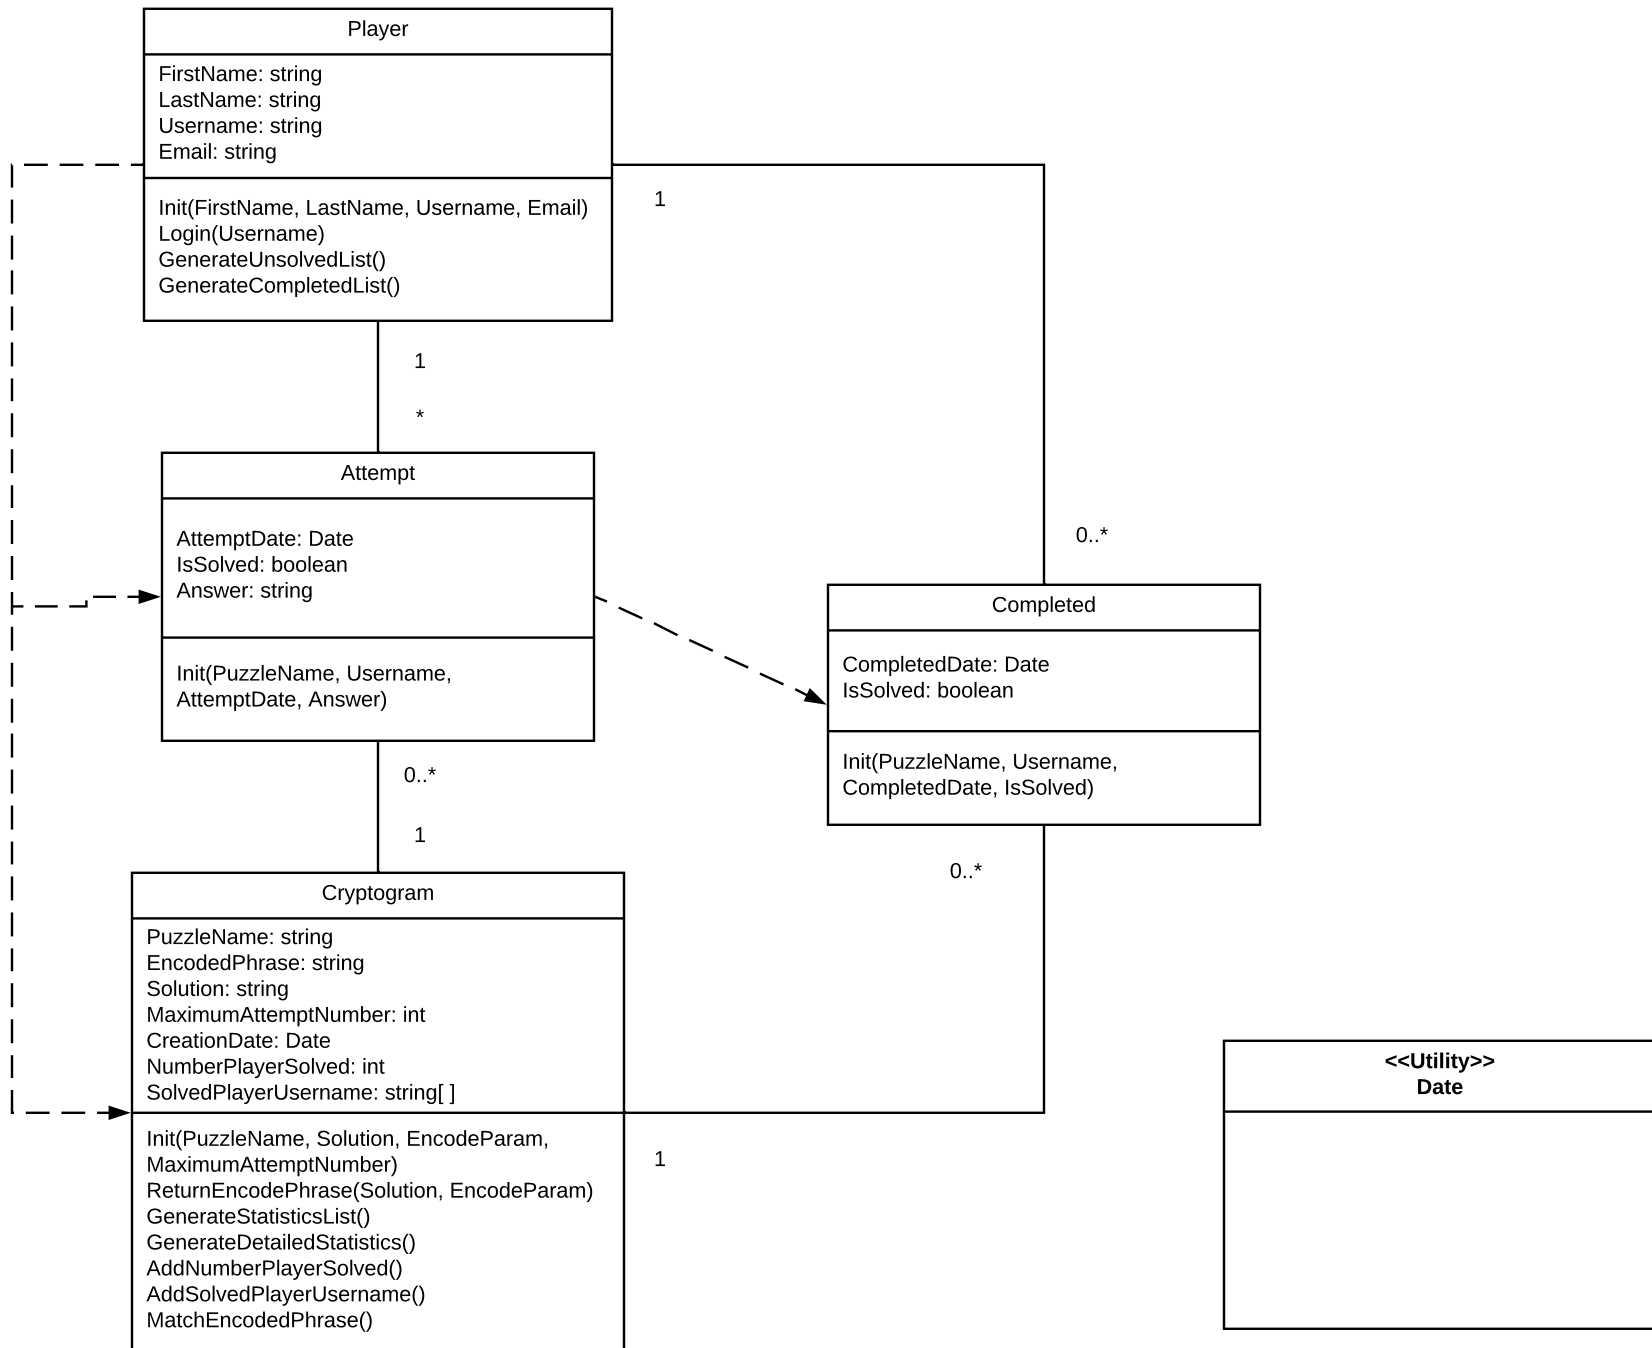 Player
FirstName: string
LastName: string
Username: string
Email: string
Init(FirstName, LastName, Username, Email)
Login(Username)
GenerateUnsolvedList()
GenerateCompletedList()
1
1
*
Attempt
AttemptDate: Date
IsSolved: boolean
Answer: string
Init(PuzzleName, Username,
AttemptDate, Answer)
0..*
Completed
CompletedDate: Date
IsSolved: boolean
Init(PuzzleName, Username,
CompletedDate, IsSolved)
0..*
1
0..*
Cryptogram
PuzzleName: string
EncodedPhrase: string
Solution: string
MaximumAttemptNumber: int
CreationDate: Date
NumberPlayerSolved: int
SolvedPlayerUsername: string[ ]
Init(PuzzleName, Solution, EncodeParam,
MaximumAttemptNumber)
ReturnEncodePhrase(Solution, EncodeParam)
GenerateStatisticsList()
GenerateDetailedStatistics()
AddNumberPlayerSolved()
AddSolvedPlayerUsername()
MatchEncodedPhrase()
1
<<Utility>>
Date